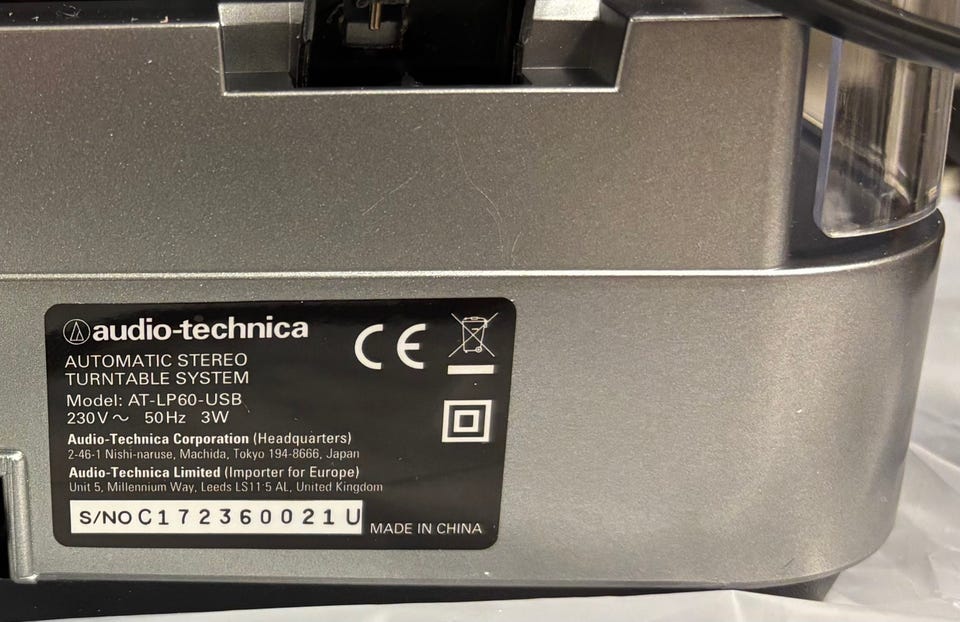 audio-technica
AUTOMATIC STEREO
TURNTABLE SYSTEM
Model: AT-LP60-USB
230V～ 50Hz 3W
Audio-Technica Corporation (Headquarters)
2-46-1 Nishi-naruse, Machida, Tokyo 194-8666, Japan
Audio-Technica Limited (Importer for Europe)
Unit 5, Millennium Way, Leeds LS11 5 AL, United Kingdom
S/NO C172360021U
MADE IN CHINA
CE